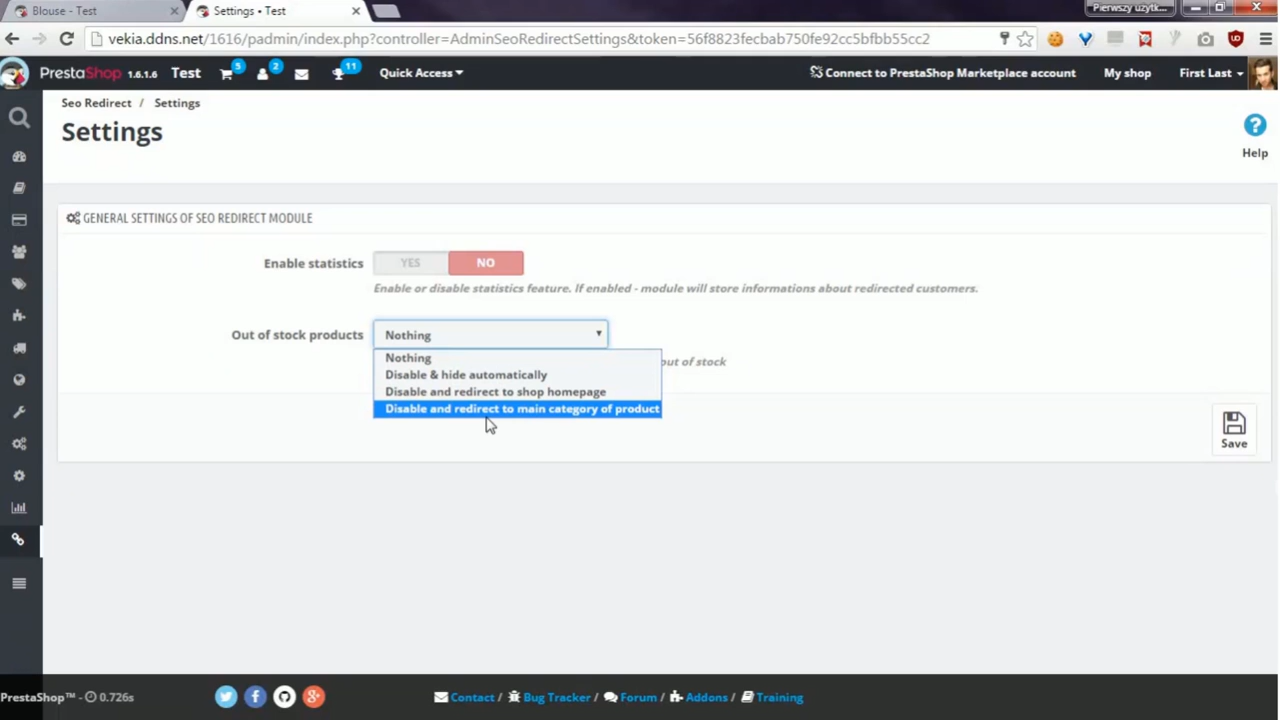 Blouse - Test
Settings • Test
Pierwszy użytk...
vekia.ddns.net/1616/padmin/index.php?controller=AdminSeoRedirectSettings&token=56f8823fecbab750fe92cc5bfbb55cc2
PrestaShop 1.6.1.6 Test 5 2 11 Quick Access Connect to PrestaShop Marketplace account My shop First Last
Seo Redirect / Settings
Settings
Help
GENERAL SETTINGS OF SEO REDIRECT MODULE
Enable statistics YES NO
Enable or disable statistics feature. If enabled - module will store informations about redirected customers.
Out of stock products Nothing
Nothing
out of stock
Disable & hide automatically
Disable and redirect to shop homepage
Disable and redirect to main category of product
Save
PrestaShop™ - 0.726s
Contact / Bug Tracker / Forum / Addons / Training